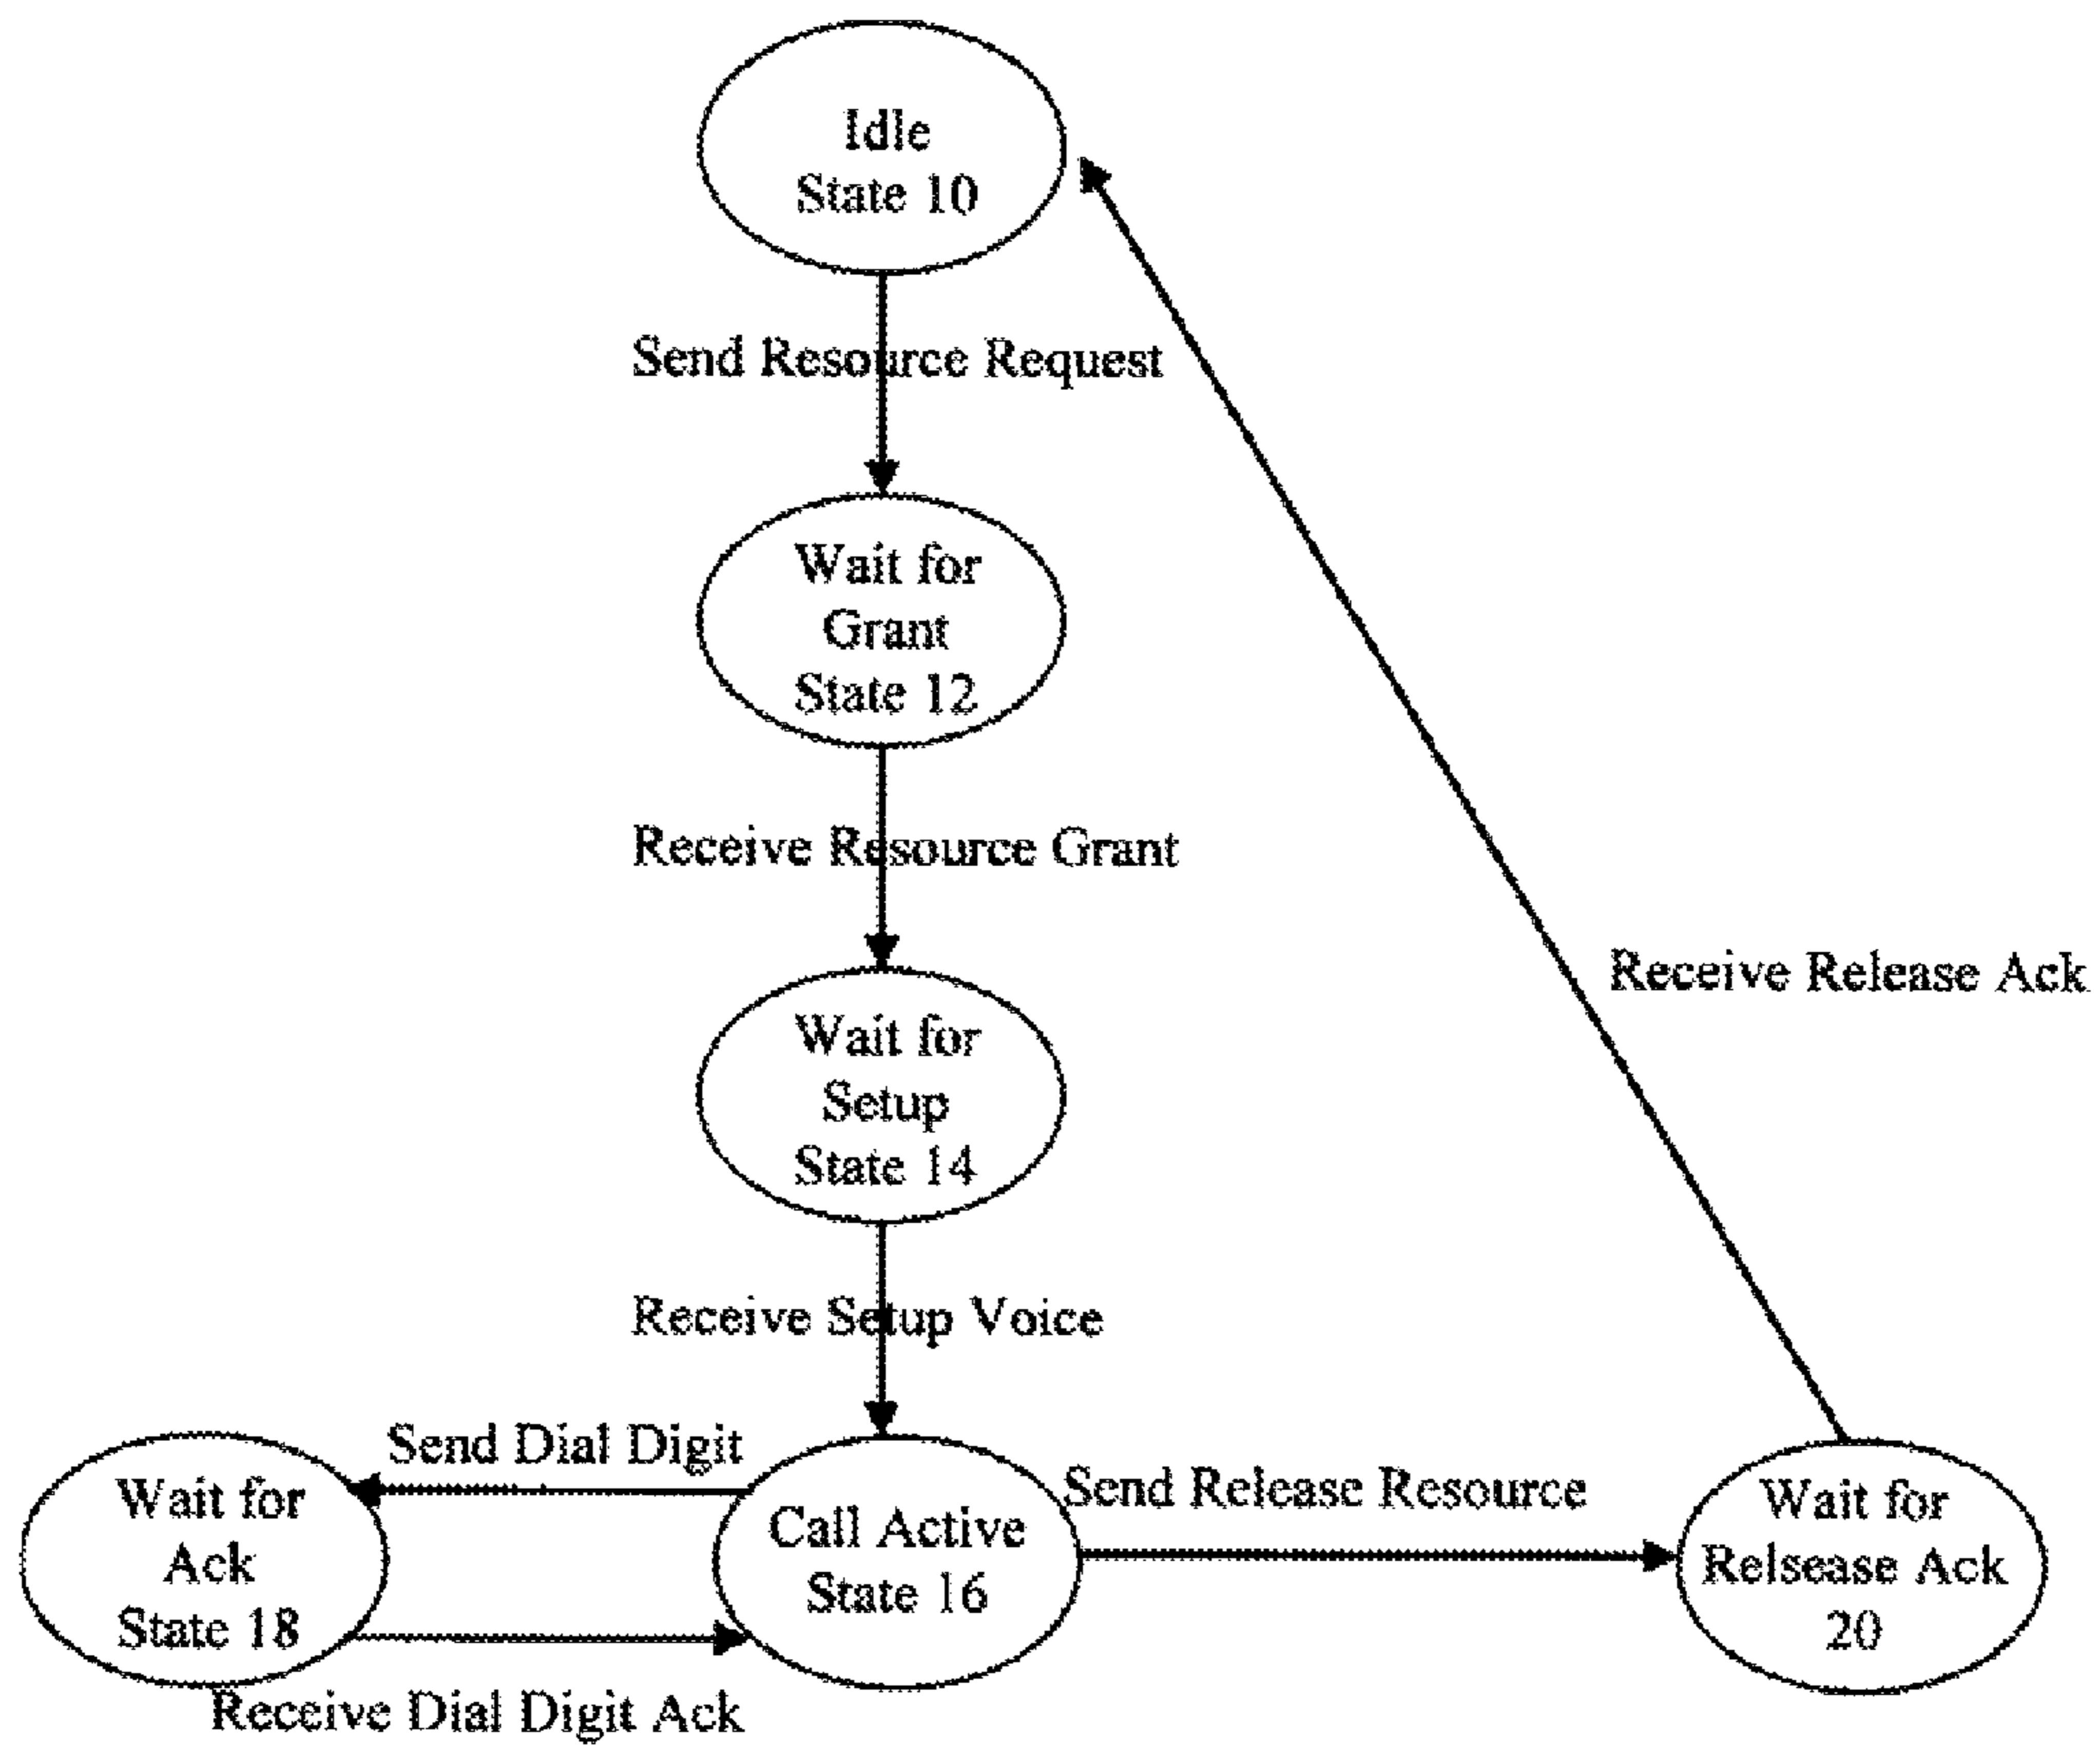 Idle
State 10
Send Resource Request
Wait for
Grant
State 12
Receive Resource Grant
Receive Release Ack
Wait for
Setup
State 14
Receive Setup Voice
Send Dial Digit
Wait for
Ack
State 18
Call Active
State 16
Send Release Resource
Wait for
Relsease Ack
20
Receive Dial Digit Ack